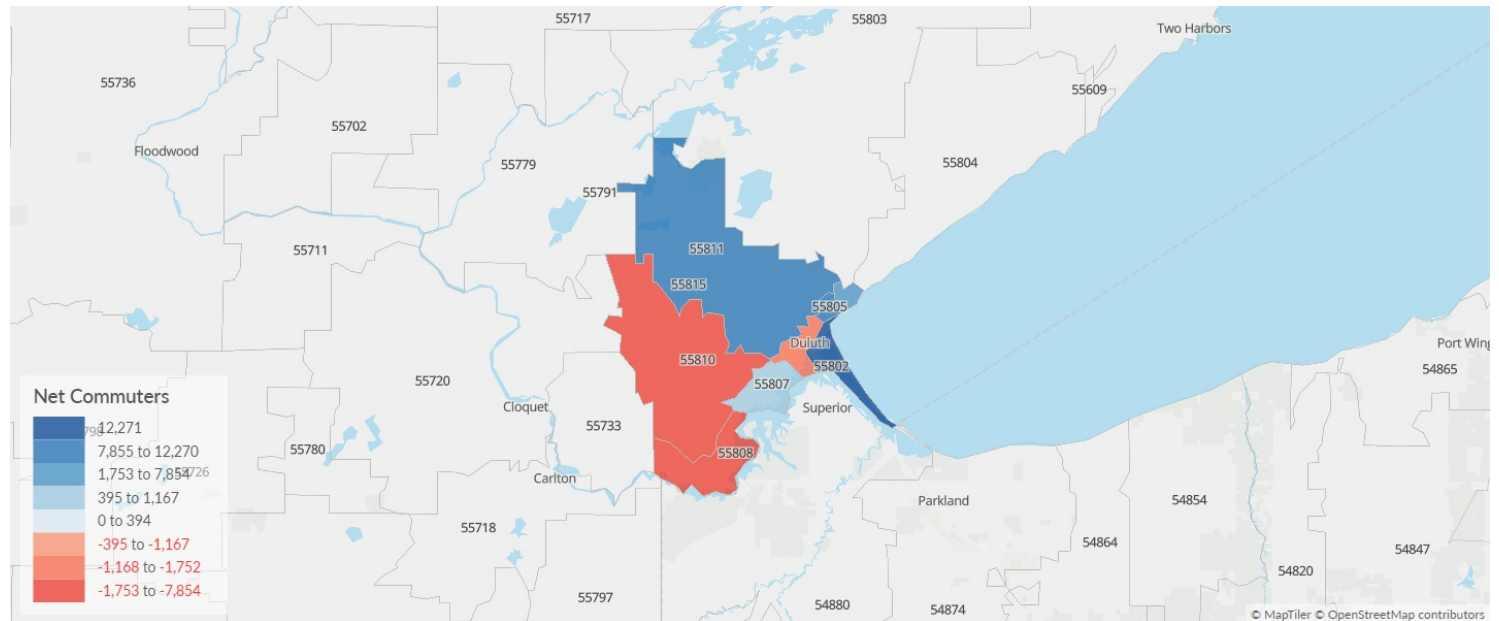 55717
55803
Two Harbors
55736
55609
55702
Floodwood
55779
55804
55791
55711
55811
55815
55805
Duluth
Port Wing
55810
55802
54865
55720
55807
Cloquet
Superior
55733
55780
55808
Carlton
Parkland
54854
55718
54864
54847
54820
55797
54880
54874
Net Commuters
12,271
7,855 to 12,270
1,753 to 7,854
55726
395 to 1,167
0 to 394
-395 to -1,167
-1,168 to -1,752
-1,753 to -7,854
© MapTiler © OpenStreetMap contributors